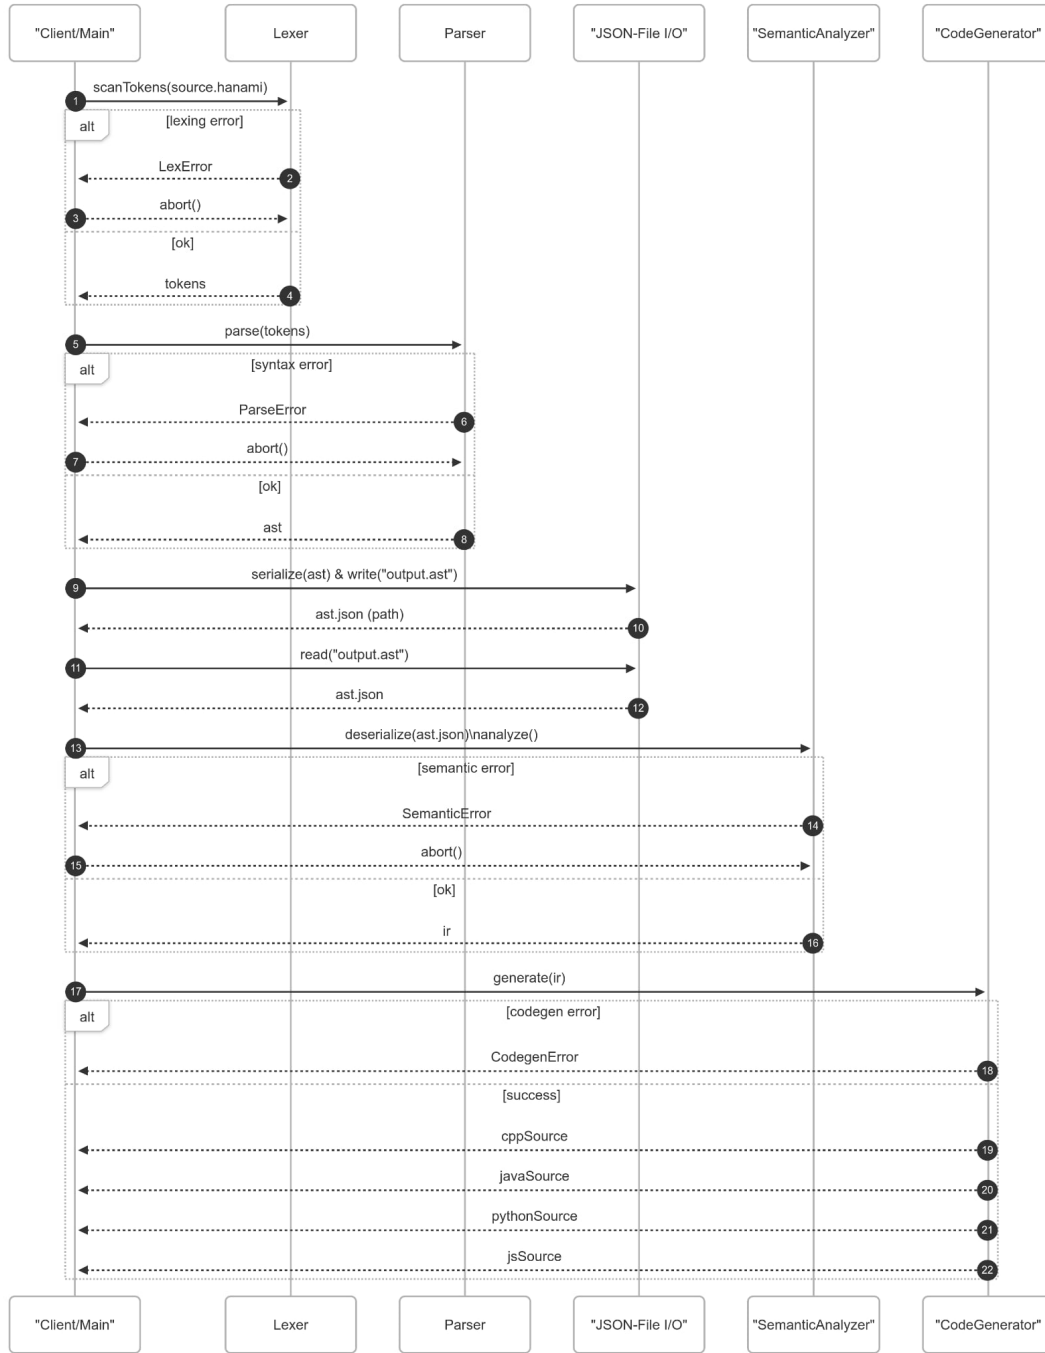 "Client/Main" Lexer Parser "JSON-File I/O" "SemanticAnalyzer" "CodeGenerator"
scanTokens(source.hanami)
1
alt [lexing error]
LexError
2
abort()
3
[ok]
tokens
4
parse(tokens)
5
alt [syntax error]
ParseError
6
abort()
7
[ok]
ast
8
serialize(ast) & write("output.ast")
9
ast.json (path)
10
read("output.ast")
11
ast.json
12
deserialize(ast.json)\nanalyze()
13
alt [semantic error]
SemanticError
14
abort()
15
[ok]
ir
16
generate(ir)
17
alt [codegen error]
CodegenError
18
[success]
cppSource
19
javaSource
20
pythonSource
21
jsSource
22
"Client/Main" Lexer Parser "JSON-File I/O" "SemanticAnalyzer" "CodeGenerator"